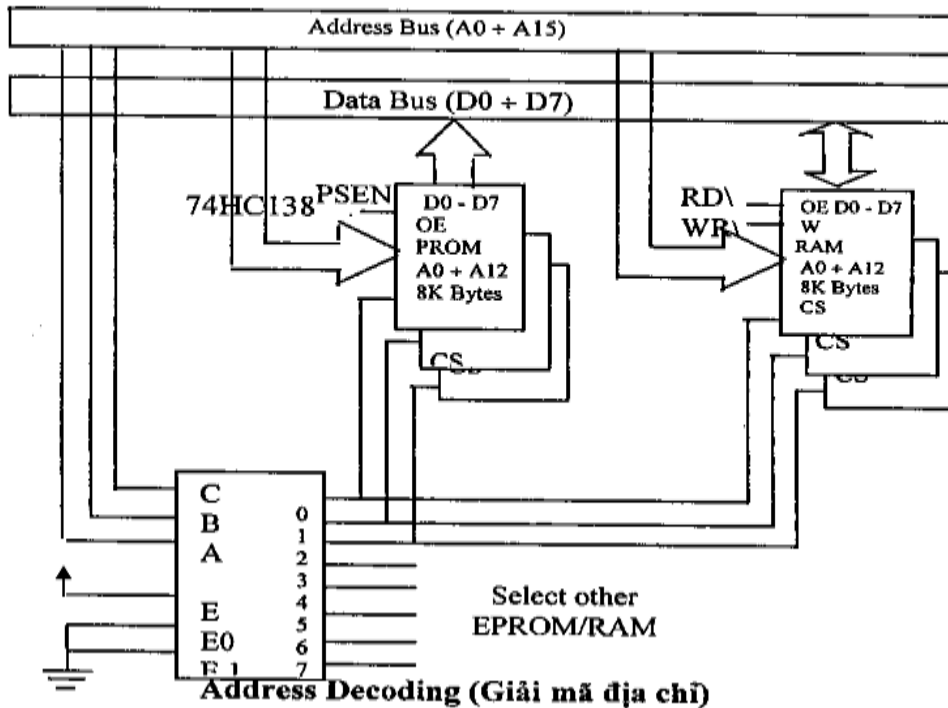 Address Bus (A0 ÷ A15)
Data Bus (D0 ÷ D7)
74HC138
PSEN
D0 - D7
OE
PROM
A0 ÷ A12
8K Bytes
CS
RD\
WR\
OE D0 - D7
W
RAM
A0 ÷ A12
8K Bytes
CS
CS
CS
C
B
A
E
E0
E1
0
1
2
3
4
5
6
7
Select other
EPROM/RAM
Address Decoding (Giải mã địa chỉ)